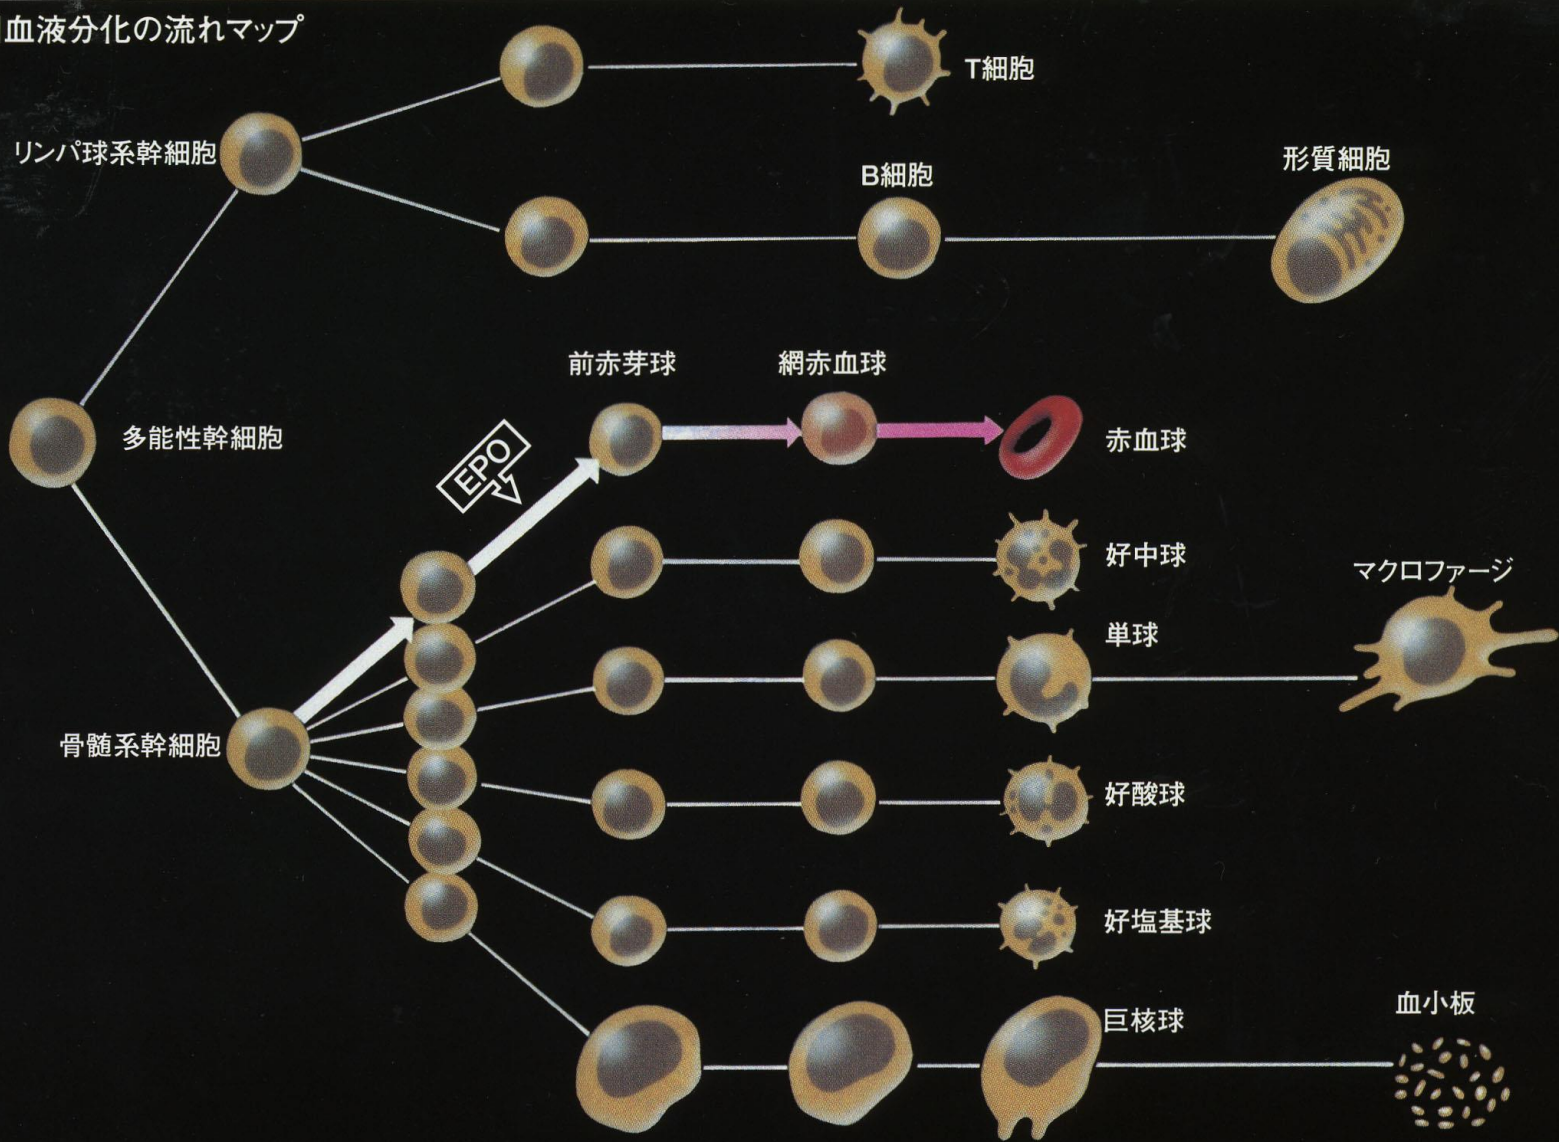 血液分化の流れマップ
T細胞
リンパ球系幹細胞
B細胞
形質細胞
前赤芽球
網赤血球
多能性幹細胞
EPO
赤血球
好中球
マクロファージ
単球
骨髄系幹細胞
好酸球
好塩基球
血小板
巨核球